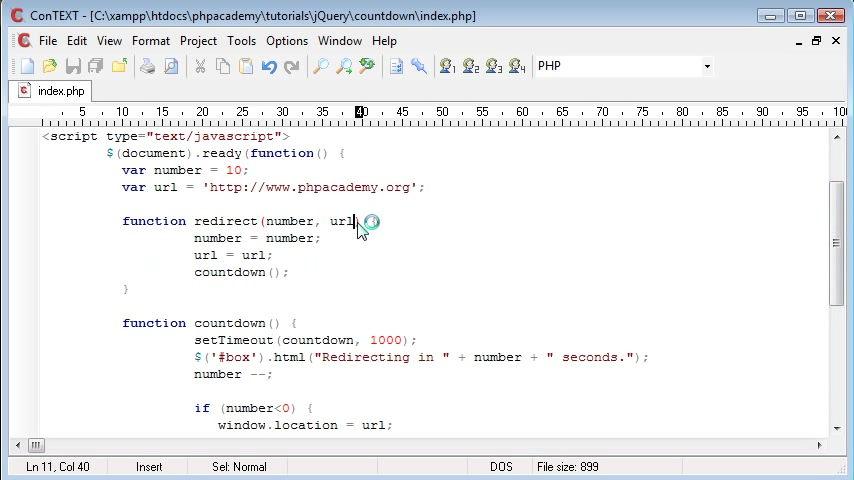 ConTEXT - [C:\xampp\htdocs\phpacademy\tutorials\jQuery\countdown\index.php]
File Edit View Format Project Tools Options Window Help
1 2 3 4 PHP
index.php
5 10 15 20 25 30 35 40 45 50 55 60 65 70 75 80 85 90 95 100
<script type="text/javascript">
$(document).ready(function() {
var number = 10;
var url = 'http://www.phpacademy.org';
function redirect(number, url)
number = number;
url = url;
countdown();
}
function countdown() {
setTimeout(countdown, 1000);
$('#box').html("Redirecting in " + number + " seconds.");
number --;
if (number<0) {
window.location = url;
Ln 11, Col 40 Insert Sel: Normal DOS File size: 899